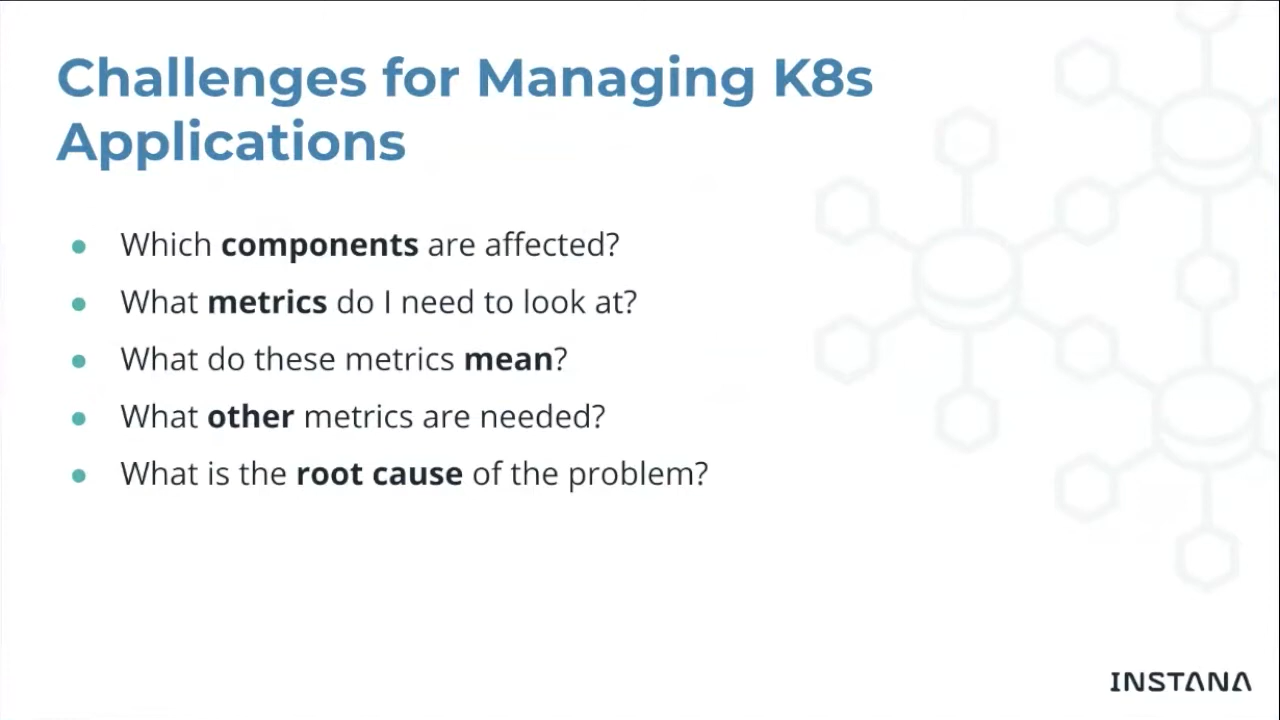 Challenges for Managing K8s
Applications
● Which components are affected?
● What metrics do I need to look at?
● What do these metrics mean?
● What other metrics are needed?
● What is the root cause of the problem?
INSTANA